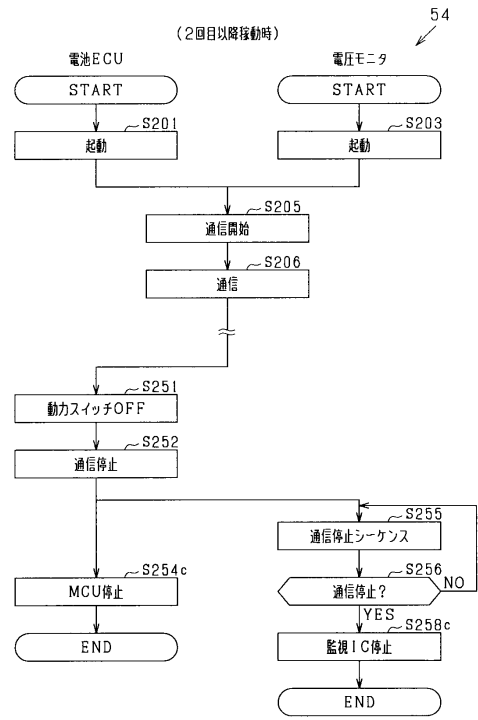 54
(2回目以降稼動時)
電池ECU
電圧モニタ
START
START
S201
S203
起動
起動
S205
通信開始
S206
通信
S251
動力スイッチOFF
S252
通信停止
S255
通信停止シーケンス
S254c
S256
MCU停止
通信停止?
NO
YES
S258c
END
監視IC停止
END